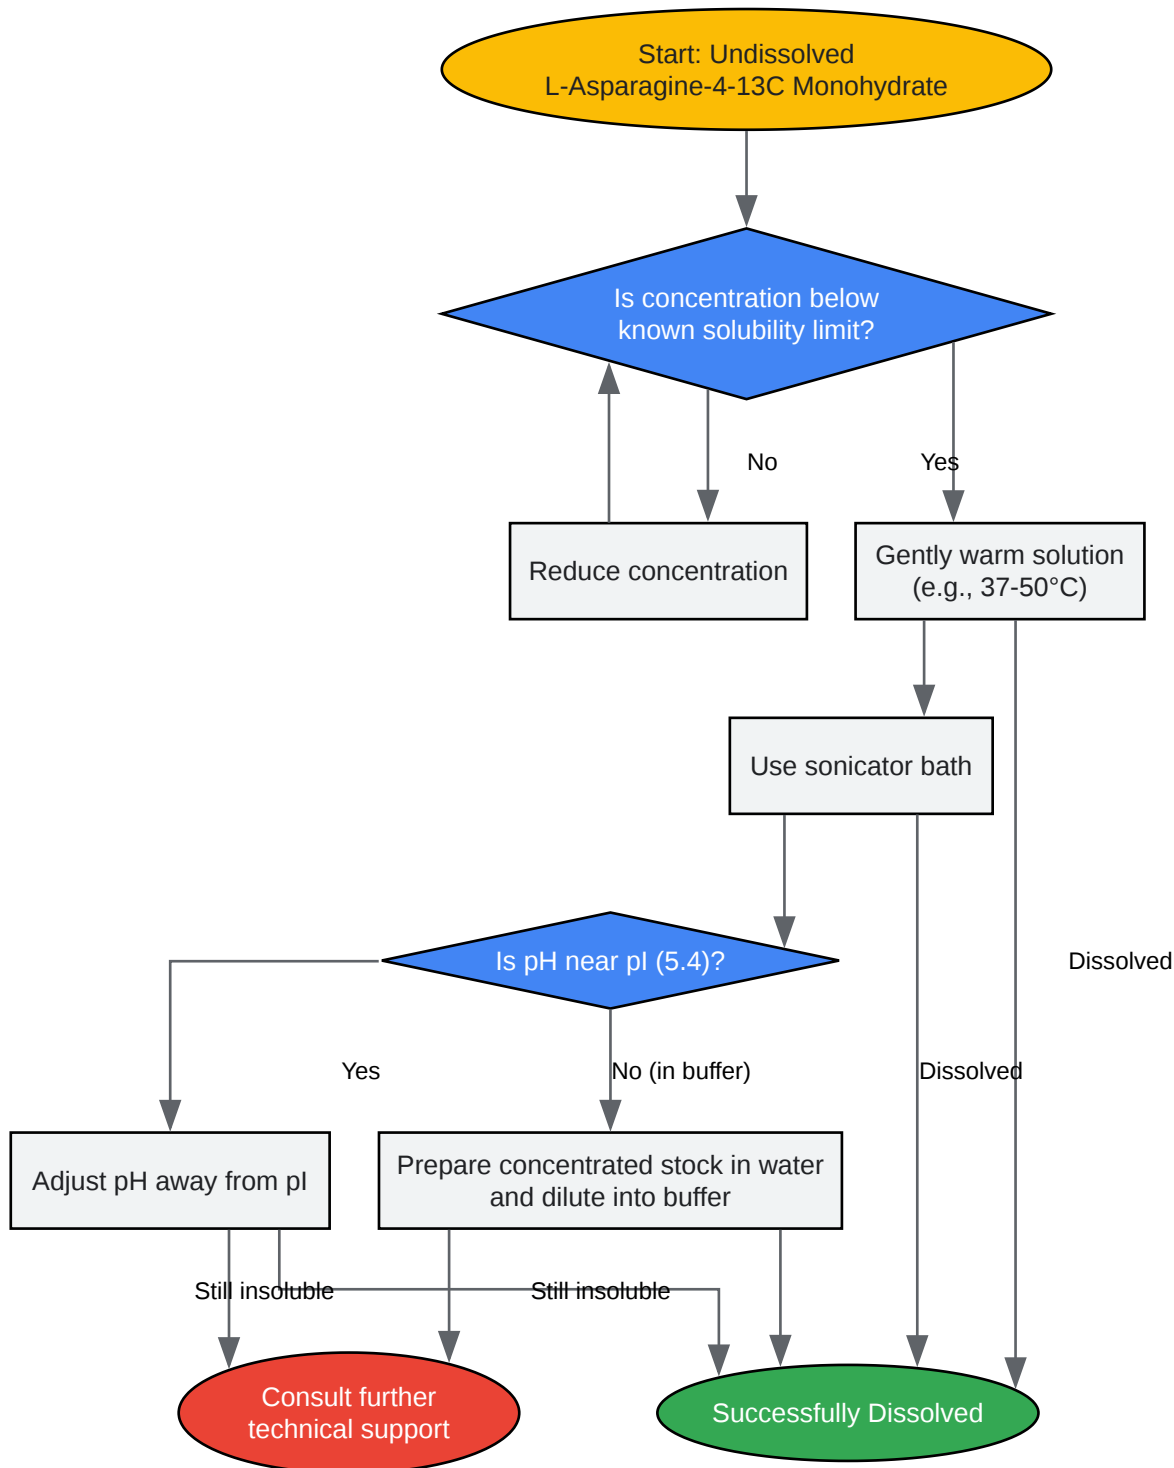 Start: Undissolved
L-Asparagine-4-13C Monohydrate
Is concentration below
known solubility limit?
No
Yes
Reduce concentration
Gently warm solution
(e.g., 37-50°C)
Use sonicator bath
Is pH near pI (5.4)?
Dissolved
Yes
No (in buffer)
Dissolved
Adjust pH away from pI
Prepare concentrated stock in water
and dilute into buffer
Still insoluble
Still insoluble
Consult further
technical support
Successfully Dissolved